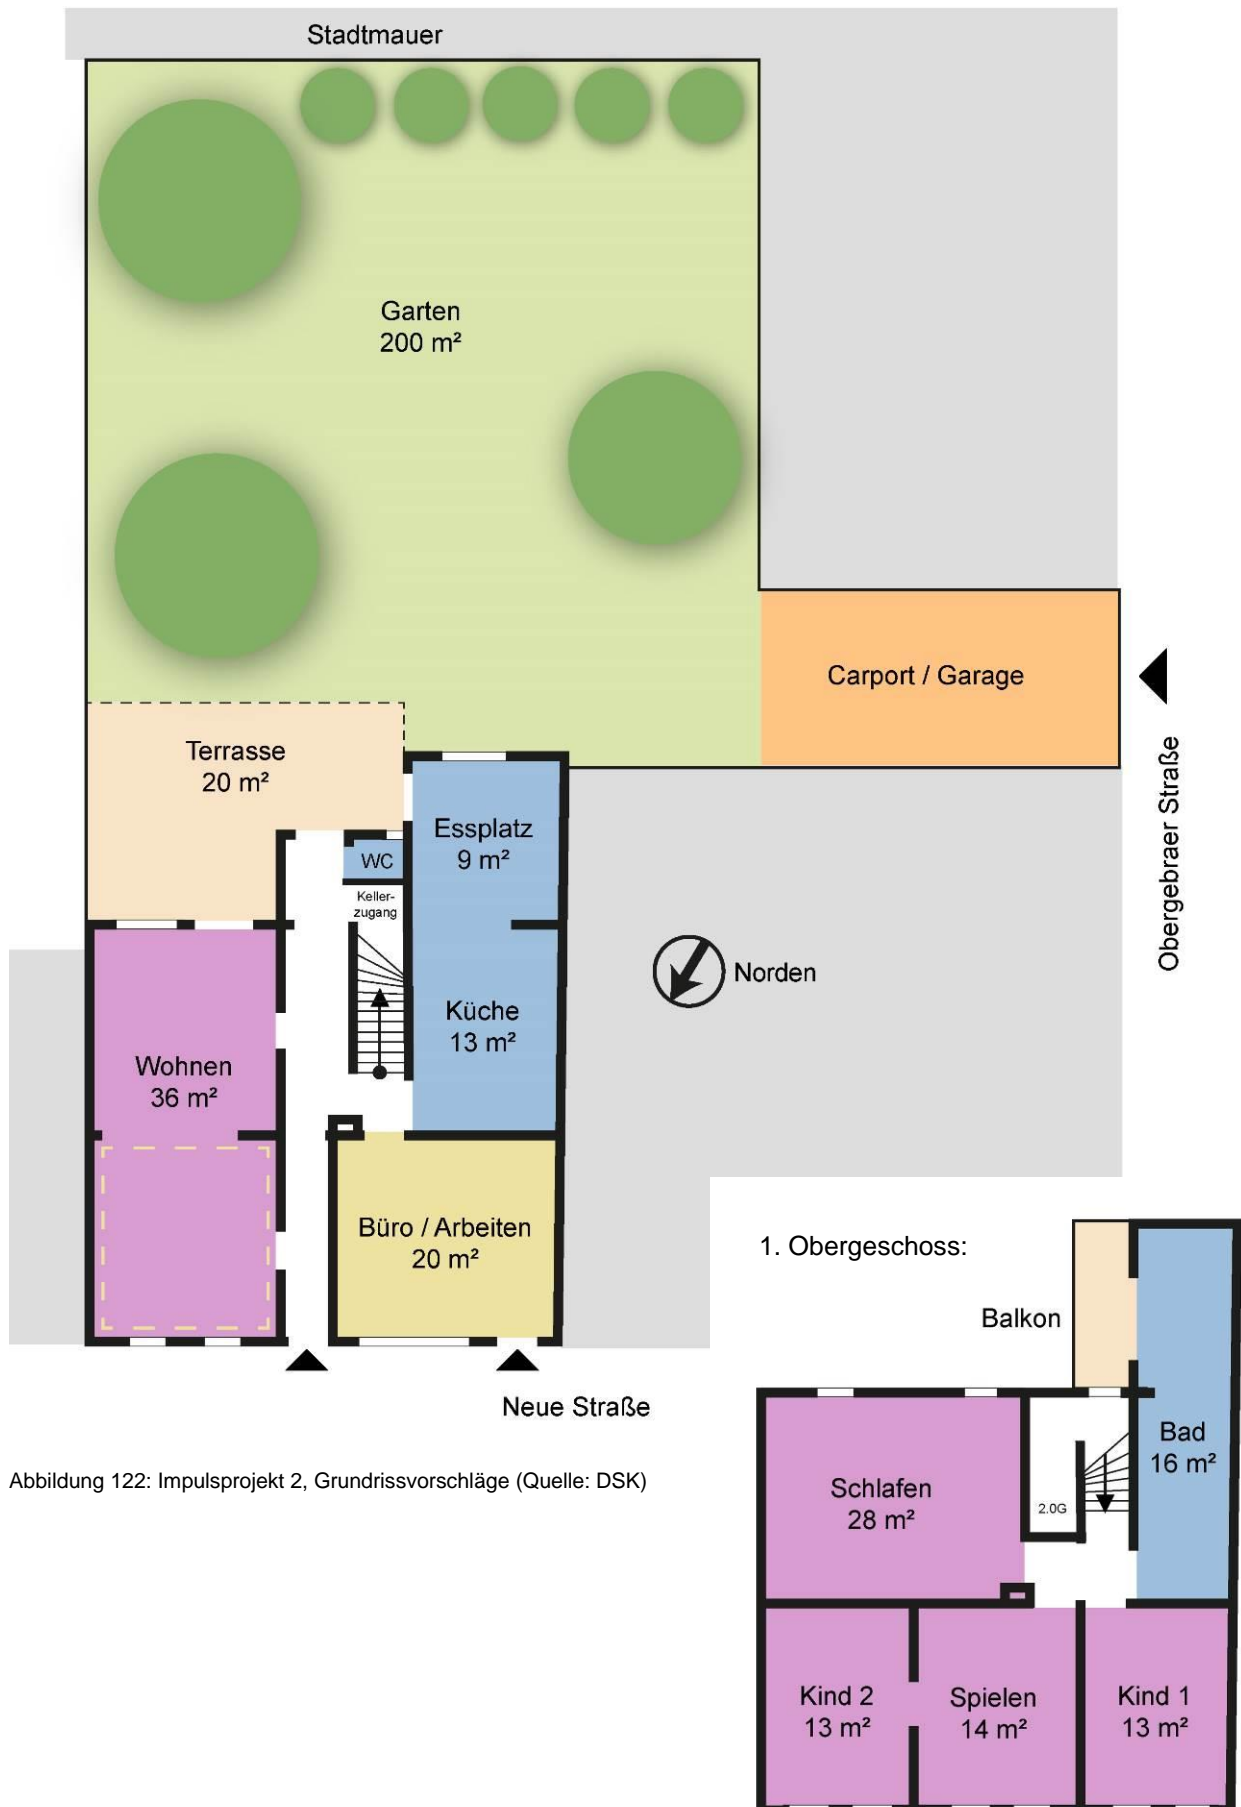 Stadtmauer
Garten
200 m²
Carport / Garage
Obergebraer Straße
Terrasse
20 m²
Essplatz
9 m²
WC
Keller-
zugang
Norden
Küche
13 m²
Wohnen
36 m²
Büro / Arbeiten
20 m²
Neue Straße
1. Obergeschoss:
Balkon
Bad
16 m²
Schlafen
28 m²
2.0G
Kind 2
13 m²
Spielen
14 m²
Kind 1
13 m²
Abbildung 122: Impulsprojekt 2, Grundrissvorschläge (Quelle: DSK)